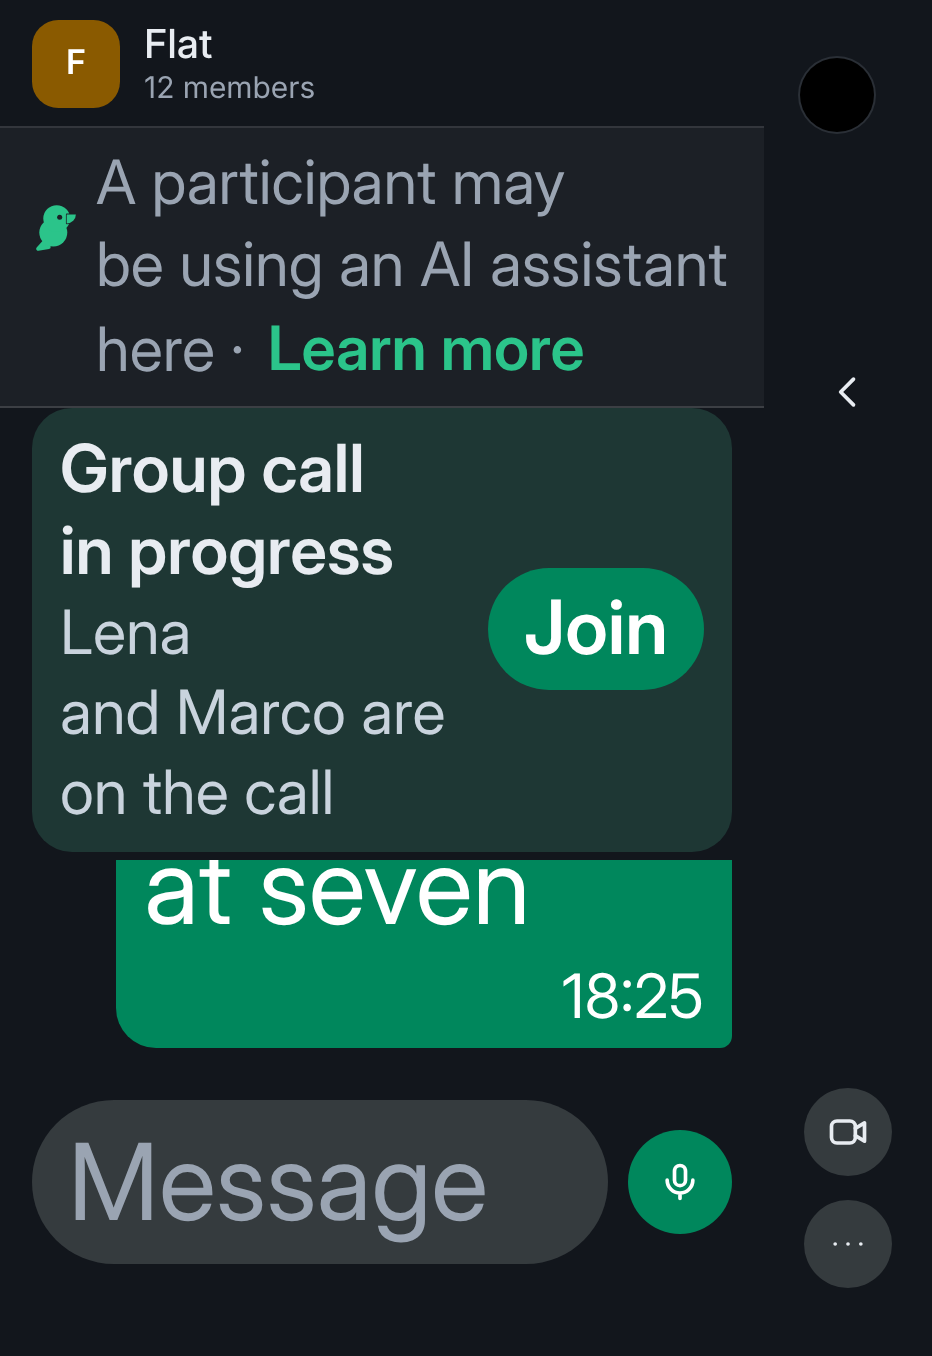 F
Flat
12 members
A participant may
be using an AI assistant
here · Learn more
Group call
in progress
Lena
and Marco are
on the call
Join
at seven
18:25
Message